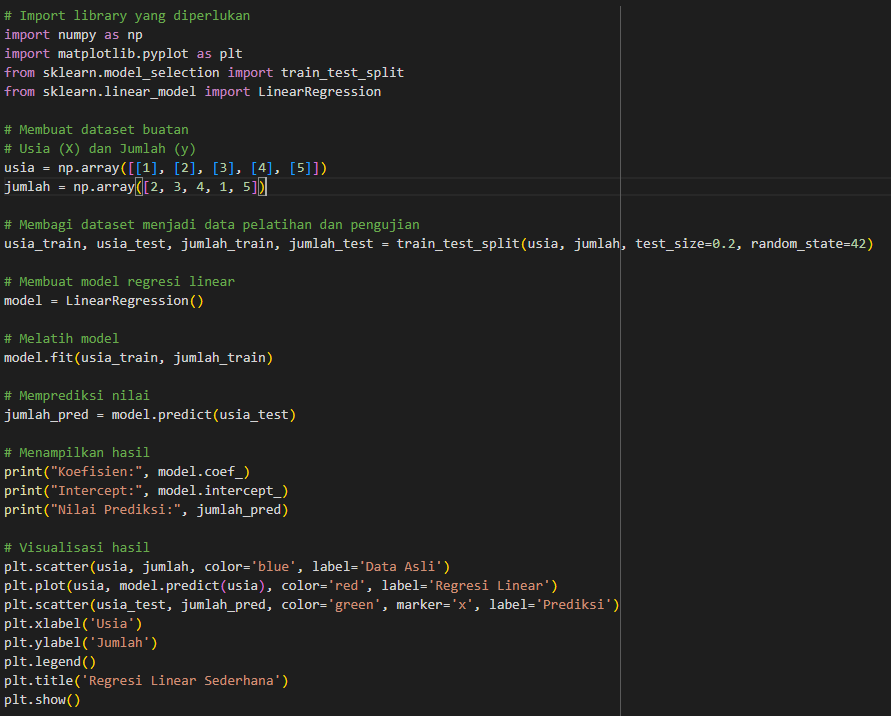 # Import library yang diperlukan
import numpy as np
import matplotlib.pyplot as plt
from sklearn.model_selection import train_test_split
from sklearn.linear_model import LinearRegression
# Membuat dataset buatan
# Usia (X) dan Jumlah (y)
usia = np.array([[1], [2], [3], [4], [5]])
jumlah = np.array([2, 3, 4, 1, 5])
# Membagi dataset menjadi data pelatihan dan pengujian
usia_train, usia_test, jumlah_train, jumlah_test = train_test_split(usia, jumlah, test_size=0.2, random_state=42)
# Membuat model regresi linear
model = LinearRegression()
# Melatih model
model.fit(usia_train, jumlah_train)
# Memprediksi nilai
jumlah_pred = model.predict(usia_test)
# Menampilkan hasil
print("Koefisien:", model.coef_)
print("Intercept:", model.intercept_)
print("Nilai Prediksi:", jumlah_pred)
# Visualisasi hasil
plt.scatter(usia, jumlah, color='blue', label='Data Asli')
plt.plot(usia, model.predict(usia), color='red', label='Regresi Linear')
plt.scatter(usia_test, jumlah_pred, color='green', marker='x', label='Prediksi')
plt.xlabel('Usia')
plt.ylabel('Jumlah')
plt.legend()
plt.title('Regresi Linear Sederhana')
plt.show()